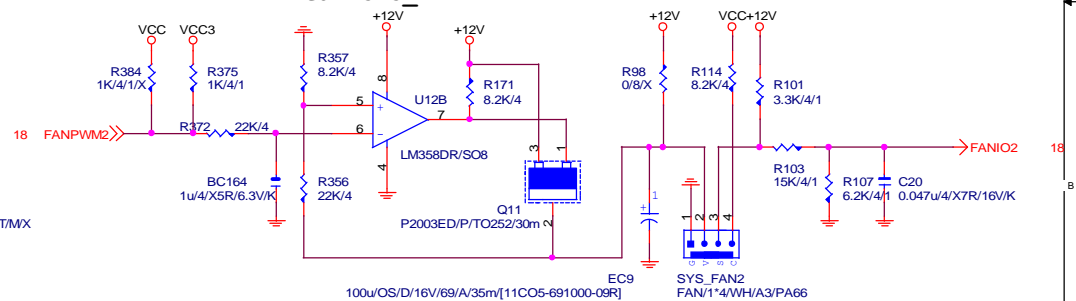 +12V
+12V
+12V
VCC+12V
VCC
VCC3
R384
1K/4/1/X
R375
1K/4/1
R357
8.2K/4
8
R171
8.2K/4
R98
0/8/X
R114
8.2K/4
R101
3.3K/4/1
U12B
5
+
7
18 FANPWM2
R372
22K/4
6
−
4
LM358DR/SO8
3
1
FANIO2
18
R103
15K/4/1
BC164
1u/4/X5R/6.3V/K
R356
22K/4
R107
6.2K/4/1
C20
0.047u/4/X7R/16V/K
B
T/M/X
Q11
P2003ED/P/TO252/30m
2
+
1
1
2
3
4
G
V
S
C
EC9
100u/OS/D/16V/69/A/35m/[11CO5-691000-09R]
SYS_FAN2
FAN/1*4/WH/A3/PA66